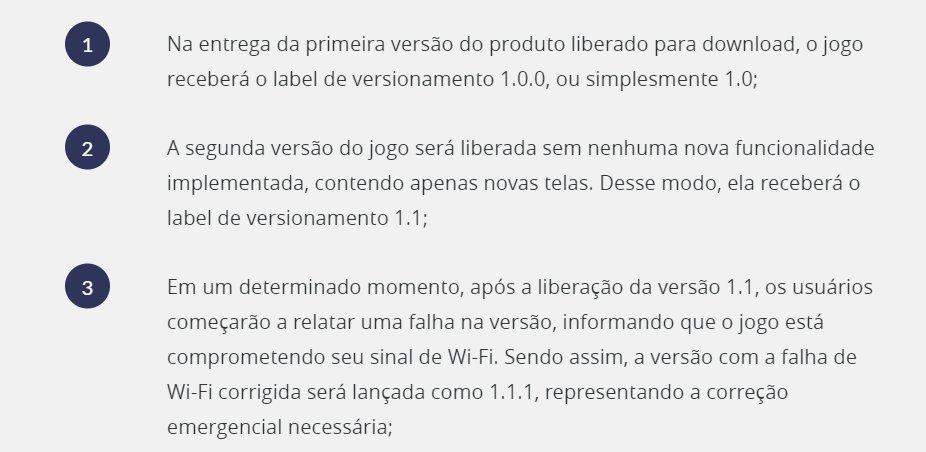 1
Na entrega da primeira versão do produto liberado para download, o jogo
receberá o label de versionamento 1.0.0, ou simplesmente 1.0;
2
A segunda versão do jogo será liberada sem nenhuma nova funcionalidade
implementada, contendo apenas novas telas. Desse modo, ela receberá o
label de versionamento 1.1;
3
Em um determinado momento, após a liberação da versão 1.1, os usuários
começarão a relatar uma falha na versão, informando que o jogo está
comprometendo seu sinal de Wi-Fi. Sendo assim, a versão com a falha de
Wi-Fi corrigida será lançada como 1.1.1, representando a correção
emergencial necessária;